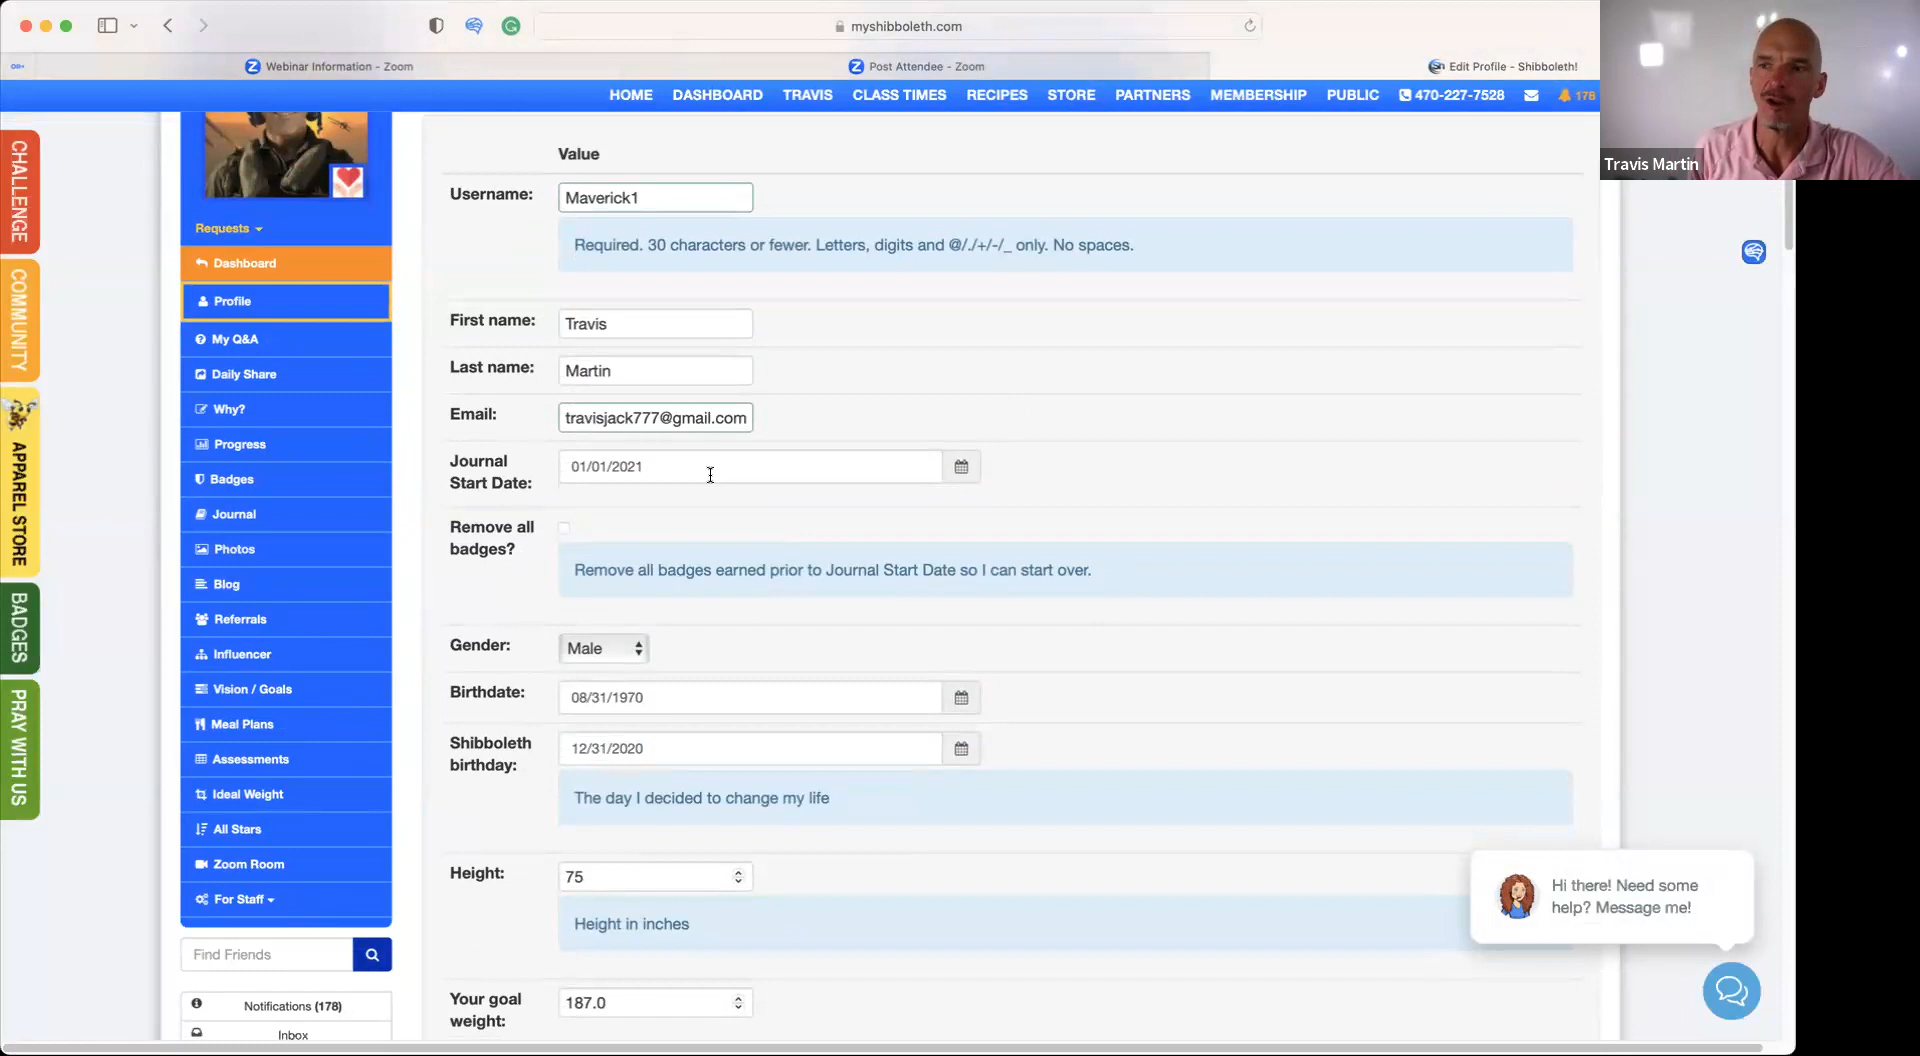 myshibboleth.com
Webinar Information - Zoom
Post Attendee - Zoom
Edit Profile - Shibboleth!
HOME DASHBOARD TRAVIS CLASS TIMES RECIPES STORE PARTNERS MEMBERSHIP PUBLIC 470-227-7528 178
Travis Martin
CHALLENGE
COMMUNITY
APPAREL STORE
BADGES
PRAY WITH US
Requests
Dashboard
Profile
My Q&A
Daily Share
Why?
Progress
Badges
Journal
Photos
Blog
Referrals
Influencer
Vision / Goals
Meal Plans
Assessments
Ideal Weight
All Stars
Zoom Room
For Staff
Find Friends
Notifications (178)
Inbox
Value
Username: Maverick1
Required. 30 characters or fewer. Letters, digits and @/./+/-/_ only. No spaces.
First name: Travis
Last name: Martin
Email: travisjack777@gmail.com
Journal
Start Date: 01/01/2021
Remove all
badges?
Remove all badges earned prior to Journal Start Date so I can start over.
Gender: Male
Birthdate: 08/31/1970
Shibboleth
birthday: 12/31/2020
The day I decided to change my life
Height: 75
Height in inches
Your goal
weight: 187.0
Hi there! Need some
help? Message me!